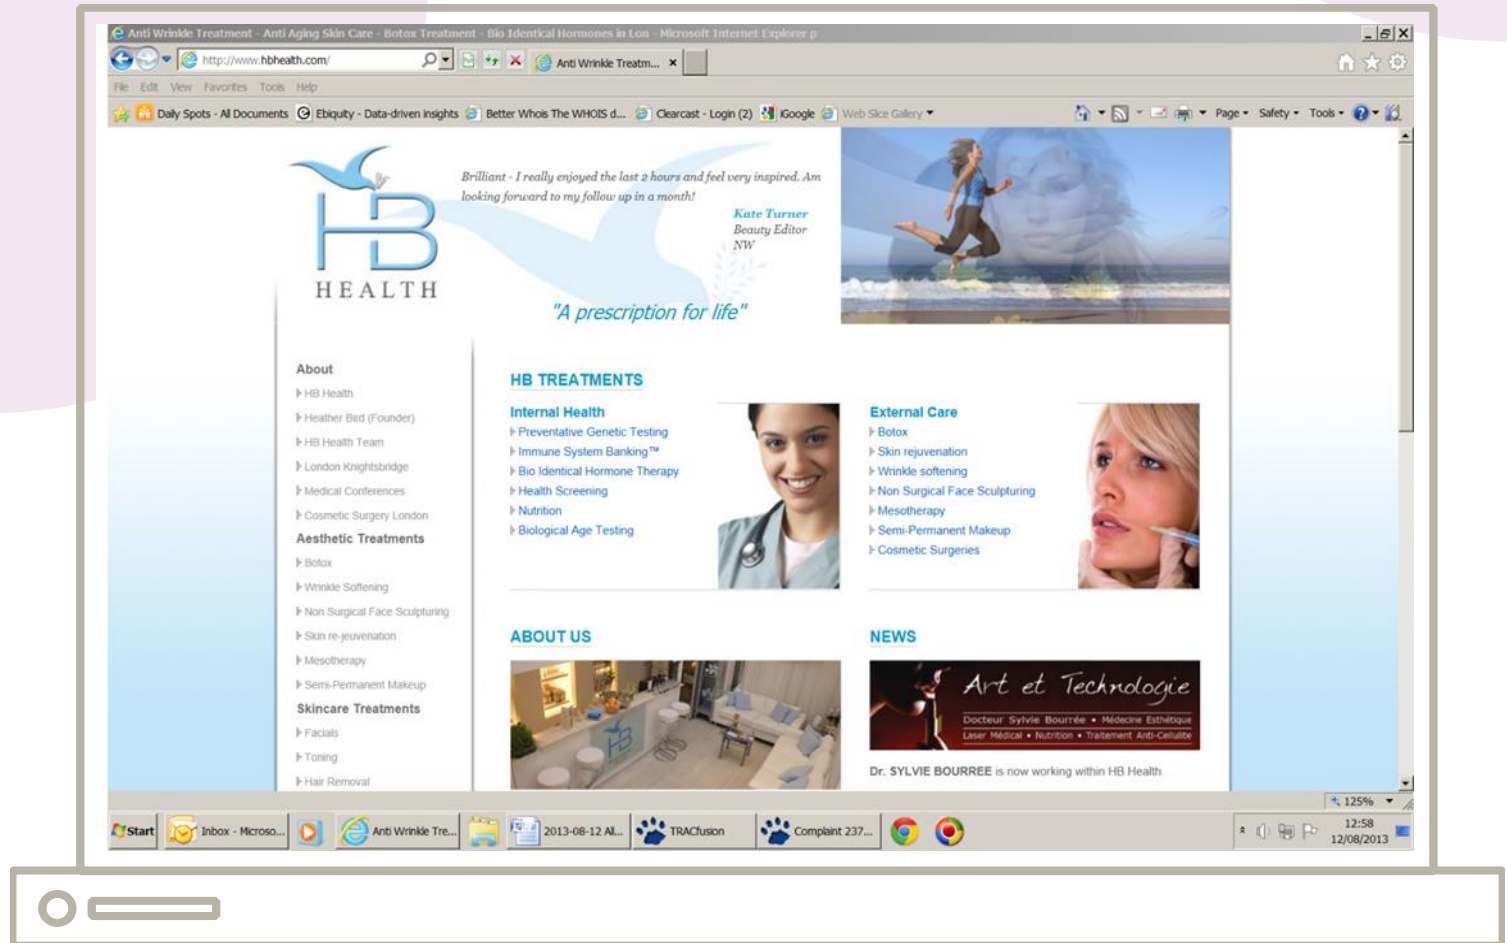 Anti Wrinkle Treatment - Anti Aging Skin Care - Botox Treatment - Bio Identical Hormones in Lon - Microsoft Internet Explorer p
http://www.hbhealth.com/
Anti Wrinkle Treatm...
File Edit View Favorites Tools Help
Daily Spots - All Documents Ebiquity - Data-driven insights Better Whois The WHOIS d... Clearcast - Login (2) iGoogle Web Slice Gallery Page Safety Tools
Brilliant - I really enjoyed the last 2 hours and feel very inspired. Am
looking forward to my follow up in a month!
Kate Turner
Beauty Editor
NW
HB
HEALTH
"A prescription for life"
About
HB Health
Heather Bird (Founder)
HB Health Team
London Knightsbridge
Medical Conferences
Cosmetic Surgery London
Aesthetic Treatments
Botox
Wrinkle Softening
Non Surgical Face Sculpturing
Skin re-jeuvenation
Mesotherapy
Semi-Permanent Makeup
Skincare Treatments
Facials
Toning
Hair Removal
HB TREATMENTS
Internal Health
Preventative Genetic Testing
Immune System Banking™
Bio Identical Hormone Therapy
Health Screening
Nutrition
Biological Age Testing
External Care
Botox
Skin rejuvenation
Wrinkle softening
Non Surgical Face Sculpturing
Mesotherapy
Semi-Permanent Makeup
Cosmetic Surgeries
ABOUT US
HB
NEWS
Art et Technologie
Docteur Sylvie Bourrée • Médecine Esthétique
Laser Médical • Nutrition • Traitement Anti-Cellulite
Dr. SYLVIE BOURREE is now working within HB Health.
125%
Start Inbox - Microso... Anti Wrinkle Tre... 2013-08-12 Al... TRACfusion Complaint 237... 12:58
12/08/2013